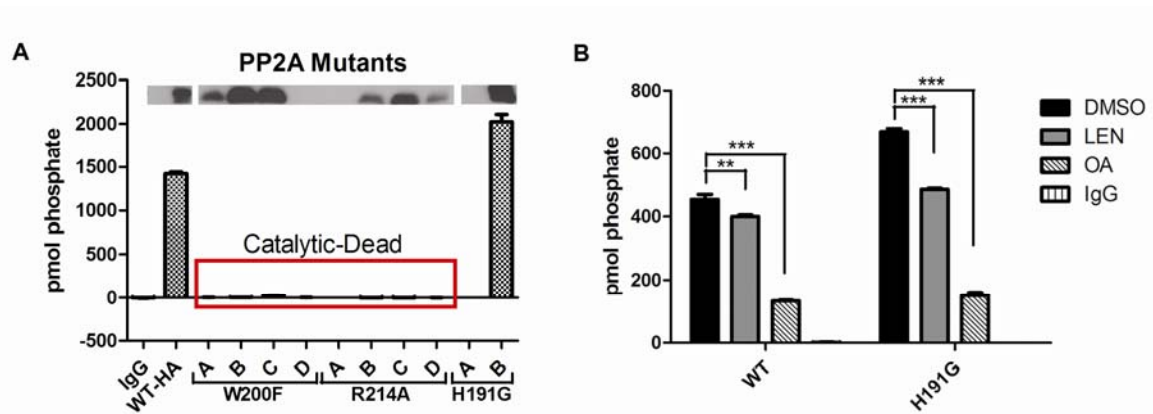 A
PP2A Mutants
pmol phosphate
2500
2000
1500
1000
500
0
-500
Catalytic-Dead
IgG
WT-HA
A
B
C
D
A
B
C
D
A
B
W200F
R214A
H191G
B
pmol phosphate
800
600
400
200
0
***
**
***
***
DMSO
LEN
OA
IgG
WT
H191G